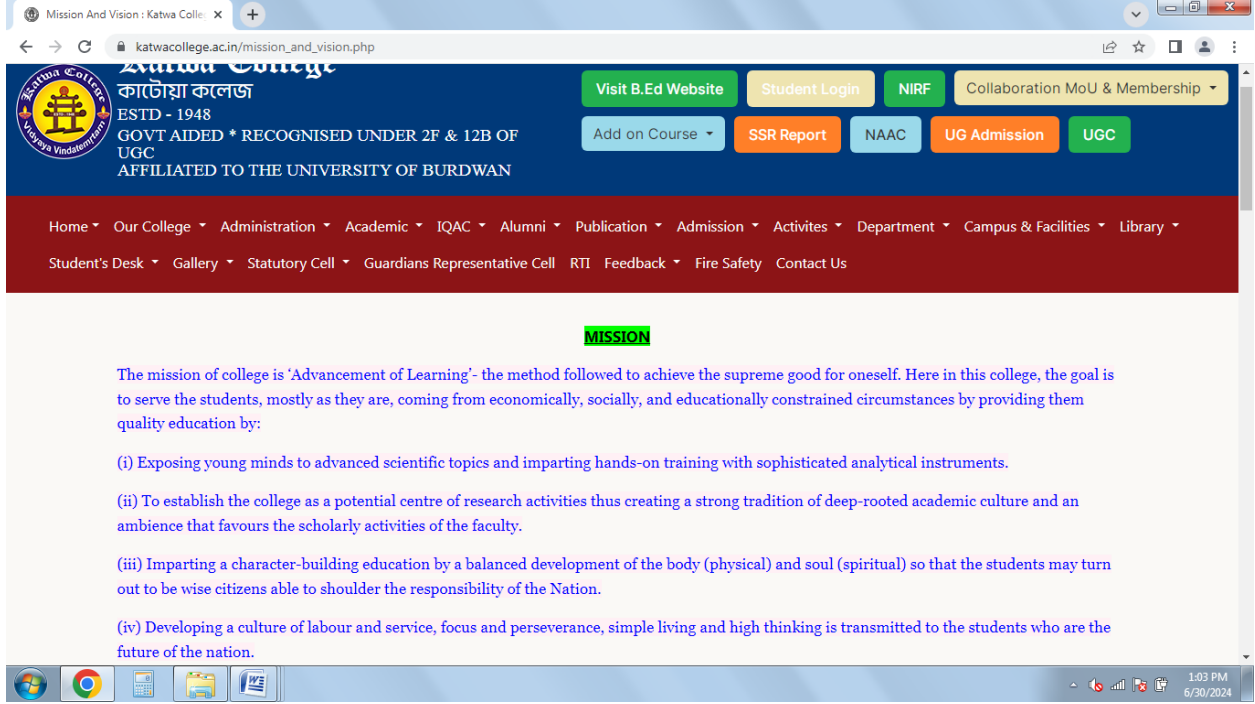 Mission And Vision : Katwa Colle
katwacollege.ac.in/mission_and_vision.php
Katwa College
কাটোয়া কলেজ
ESTD - 1948
GOVT AIDED * RECOGNISED UNDER 2F & 12B OF
UGC
AFFILIATED TO THE UNIVERSITY OF BURDWAN
Katwa College
Vidyaya Vindatemritam
Visit B.Ed Website Student Login NIRF Collaboration MoU & Membership
Add on Course SSR Report NAAC UG Admission UGC
Home Our College Administration Academic IQAC Alumni Publication Admission Activites Department Campus & Facilities Library
Student's Desk Gallery Statutory Cell Guardians Representative Cell RTI Feedback Fire Safety Contact Us
MISSION
The mission of college is ‘Advancement of Learning’- the method followed to achieve the supreme good for oneself. Here in this college, the goal is
to serve the students, mostly as they are, coming from economically, socially, and educationally constrained circumstances by providing them
quality education by:
(i) Exposing young minds to advanced scientific topics and imparting hands-on training with sophisticated analytical instruments.
(ii) To establish the college as a potential centre of research activities thus creating a strong tradition of deep-rooted academic culture and an
ambience that favours the scholarly activities of the faculty.
(iii) Imparting a character-building education by a balanced development of the body (physical) and soul (spiritual) so that the students may turn
out to be wise citizens able to shoulder the responsibility of the Nation.
(iv) Developing a culture of labour and service, focus and perseverance, simple living and high thinking is transmitted to the students who are the
future of the nation.
1:03 PM
6/30/2024